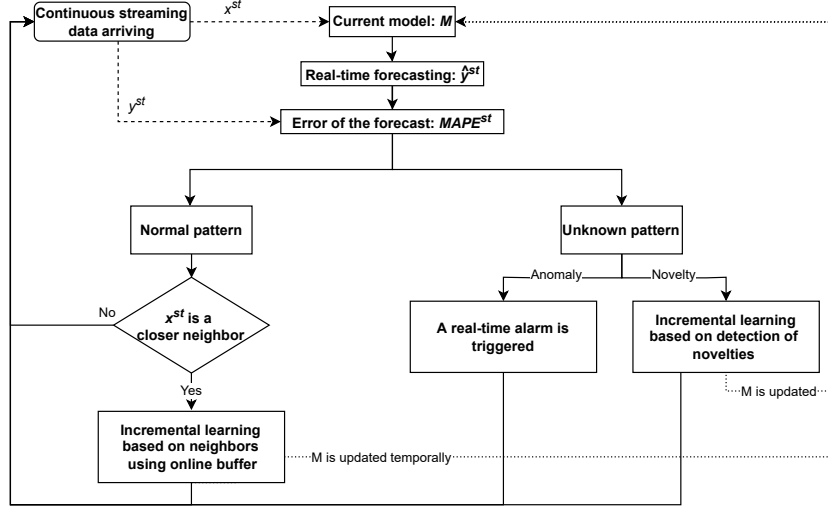 Continuous streaming
data arriving
x^st
Current model: M
Real-time forecasting: ŷ^st
y^st
Error of the forecast: MAPE^st
Normal pattern
Unknown pattern
Anomaly
Novelty
No
x^st is a
closer neighbor
A real-time alarm is
triggered
Incremental learning
based on detection of
novelties
Yes
M is updated
Incremental learning
based on neighbors
using online buffer
M is updated temporally